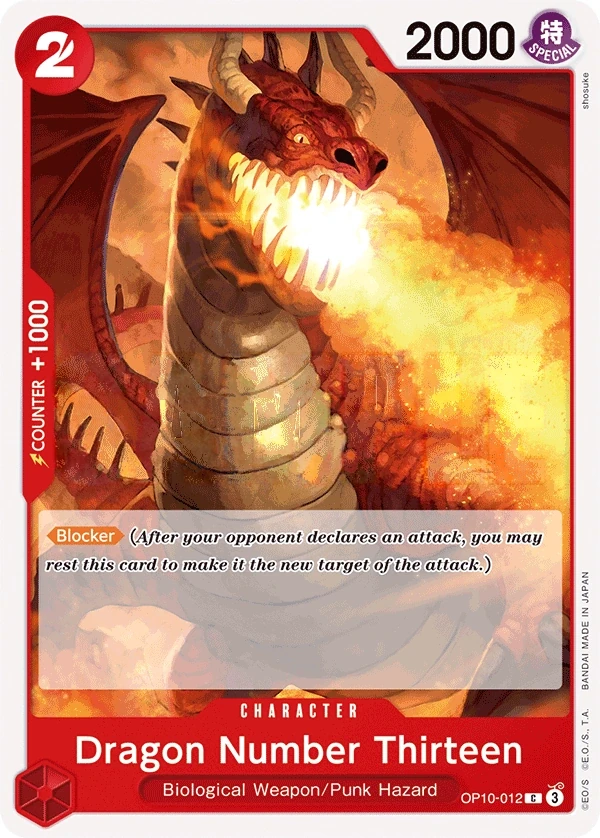 2
2000
特
SPECIAL
shosuke
COUNTER +1000
Blocker (After your opponent declares an attack, you may
rest this card to make it the new target of the attack.)
CHARACTER
Dragon Number Thirteen
Biological Weapon/Punk Hazard
OP10-012 C 3
©EO/S ©E.O./S., T.A. BANDAI MADE IN JAPAN